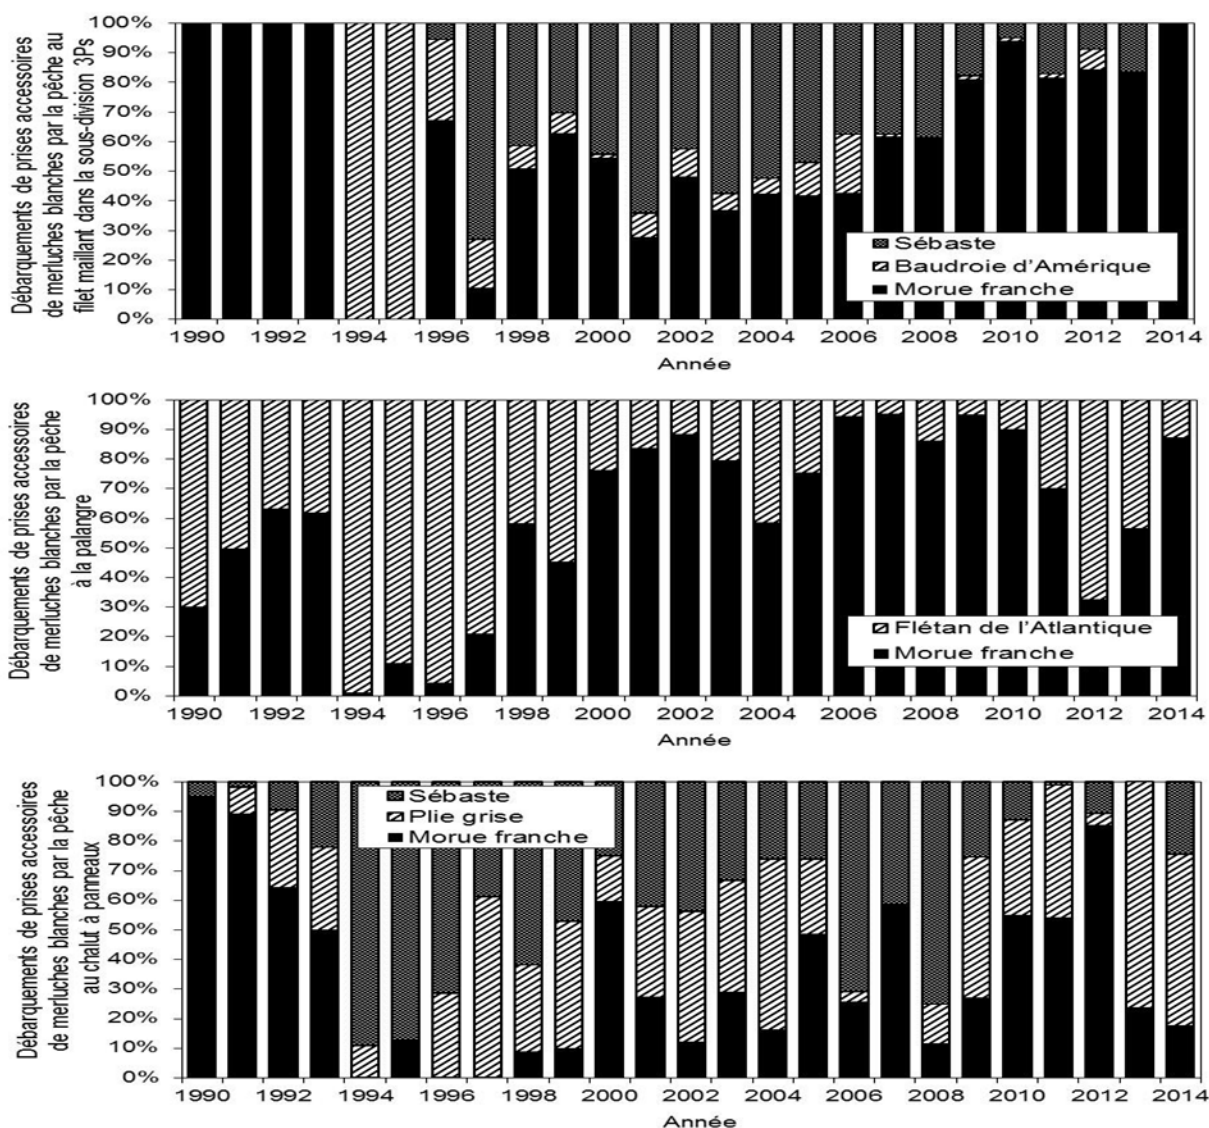 Débarquements de prises accessoires
de merluches blanches par la pêche au
filet maillant dans la sous-division 3Ps
100%
90%
80%
70%
60%
50%
40%
30%
20%
10%
0%
Sébaste
Baudroie d'Amérique
Morue franche
1990 1992 1994 1996 1998 2000 2002 2004 2006 2008 2010 2012 2014
Année
Débarquements de prises accessoires
de merluches blanches par la pêche
à la palangre
100%
90%
80%
70%
60%
50%
40%
30%
20%
10%
0%
Flétan de l'Atlantique
Morue franche
1990 1992 1994 1996 1998 2000 2002 2004 2006 2008 2010 2012 2014
Année
Débarquements de prises accessoires
de merluches blanches par la pêche
au chalut à panneaux
100%
90%
80%
70%
60%
50%
40%
30%
20%
10%
0%
Sébaste
Plie grise
Morue franche
1990 1992 1994 1996 1998 2000 2002 2004 2006 2008 2010 2012 2014
Année